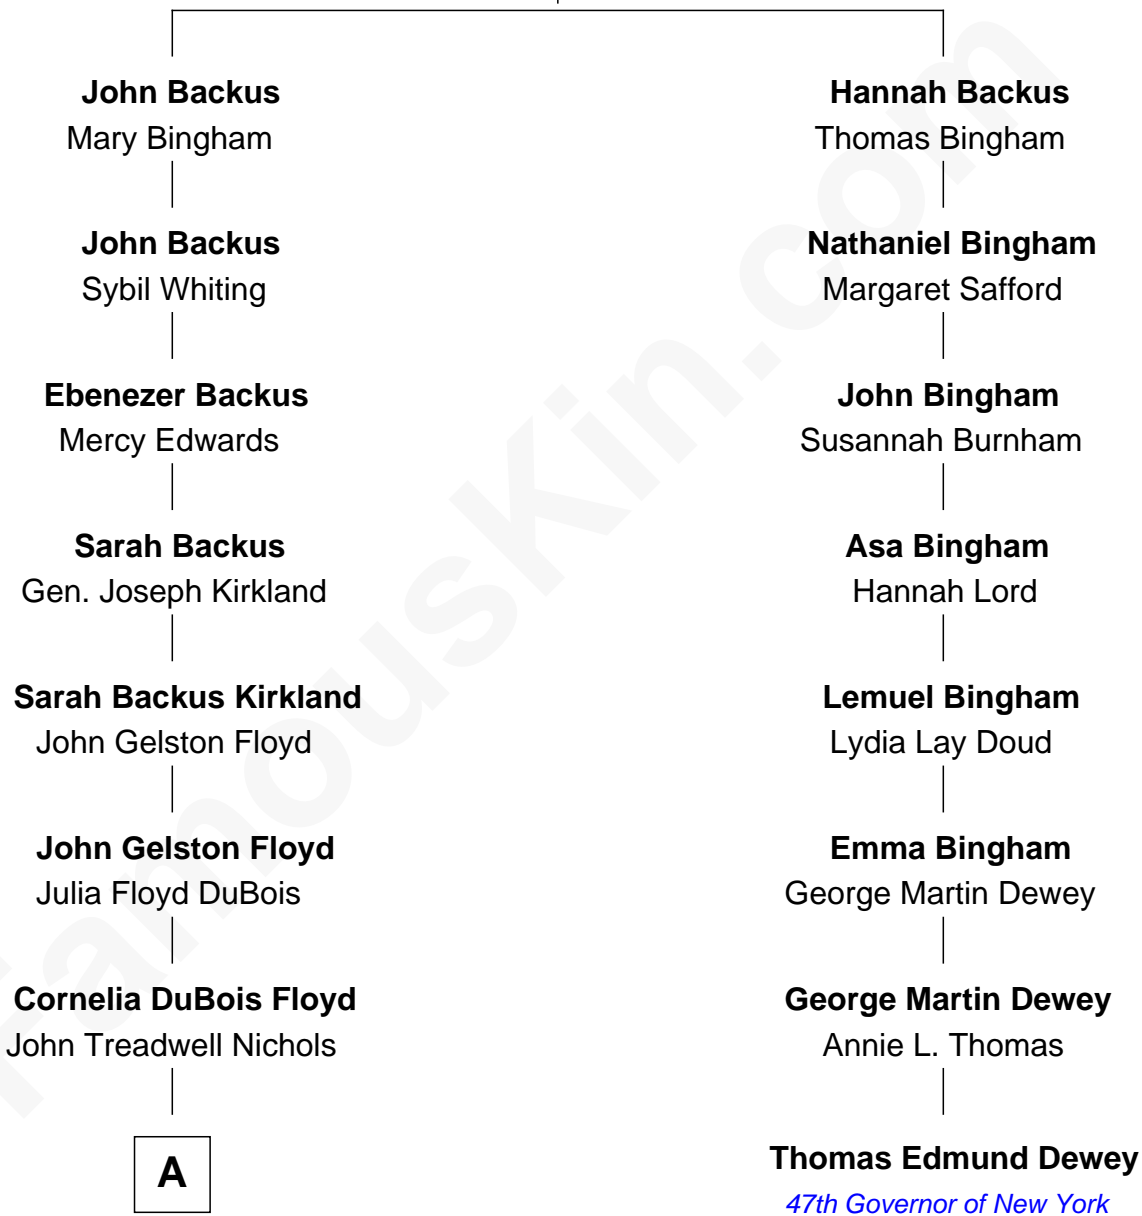 John Backus
Mary Bingham
John Backus
Sybil Whiting
Ebenezer Backus
Mercy Edwards
Sarah Backus
Gen. Joseph Kirkland
Sarah Backus Kirkland
John Gelston Floyd
John Gelston Floyd
Julia Floyd DuBois
Cornelia DuBois Floyd
John Treadwell Nichols
A
Hannah Backus
Thomas Bingham
Nathaniel Bingham
Margaret Safford
John Bingham
Susannah Burnham
Asa Bingham
Hannah Lord
Lemuel Bingham
Lydia Lay Doud
Emma Bingham
George Martin Dewey
George Martin Dewey
Annie L. Thomas
Thomas Edmund Dewey
47th Governor of New York
FamousKin.com